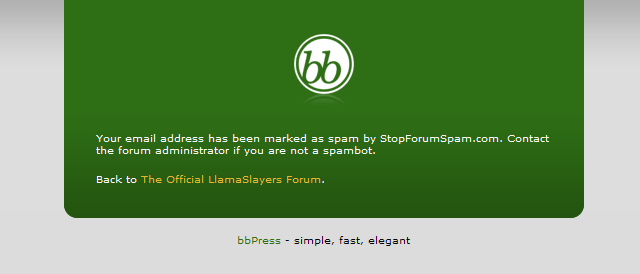 bb
Your email address has been marked as spam by StopForumSpam.com. Contact
the forum administrator if you are not a spambot.
Back to The Official LlamaSlayers Forum.
bbPress - simple, fast, elegant